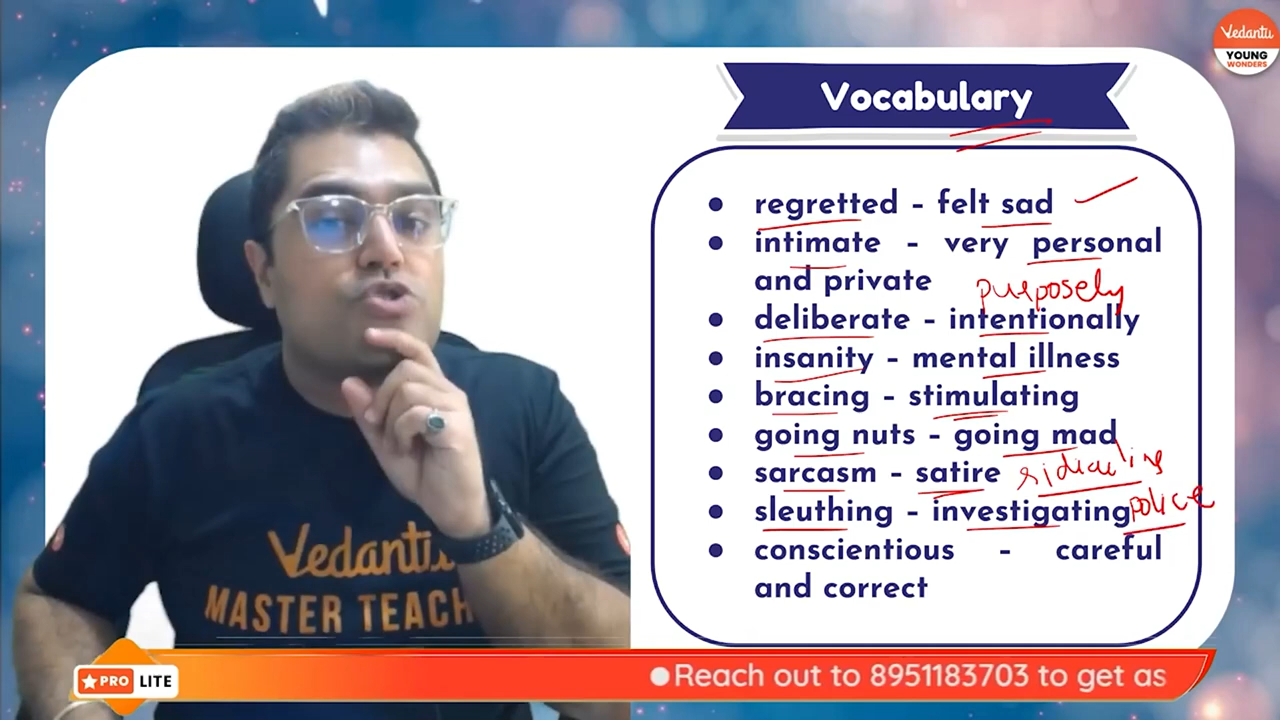 Vedantu
YOUNG
WONDERS
Vocabulary
• regretted - felt sad
• intimate - very personal
and private
purposely
• deliberate - intentionally
• insanity - mental illness
• bracing - stimulating
• going nuts - going mad
• sarcasm - satire
• sleuthing - investigating police
• conscientious - careful
and correct
Vedantu
MASTER TEACH
PRO LITE
Reach out to 8951183703 to get as